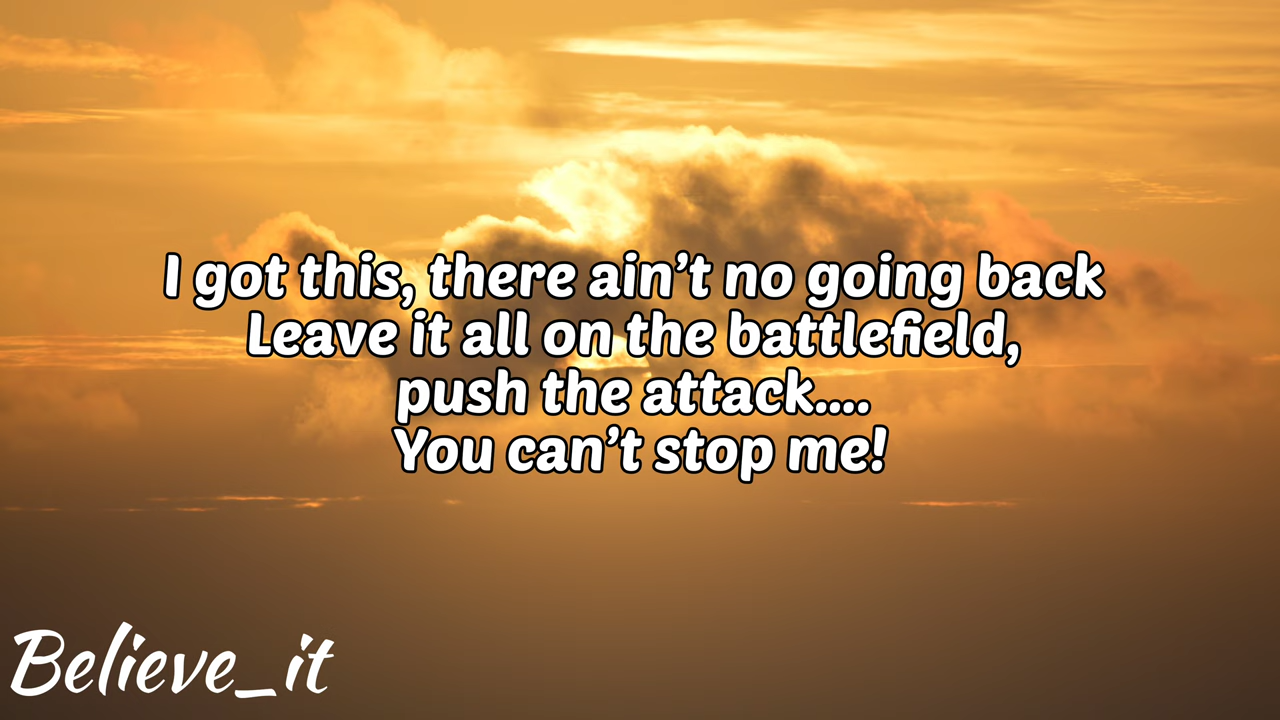 I got this, there ain’t no going back
Leave it all on the battlefield,
push the attack....
You can’t stop me!
Believe_it